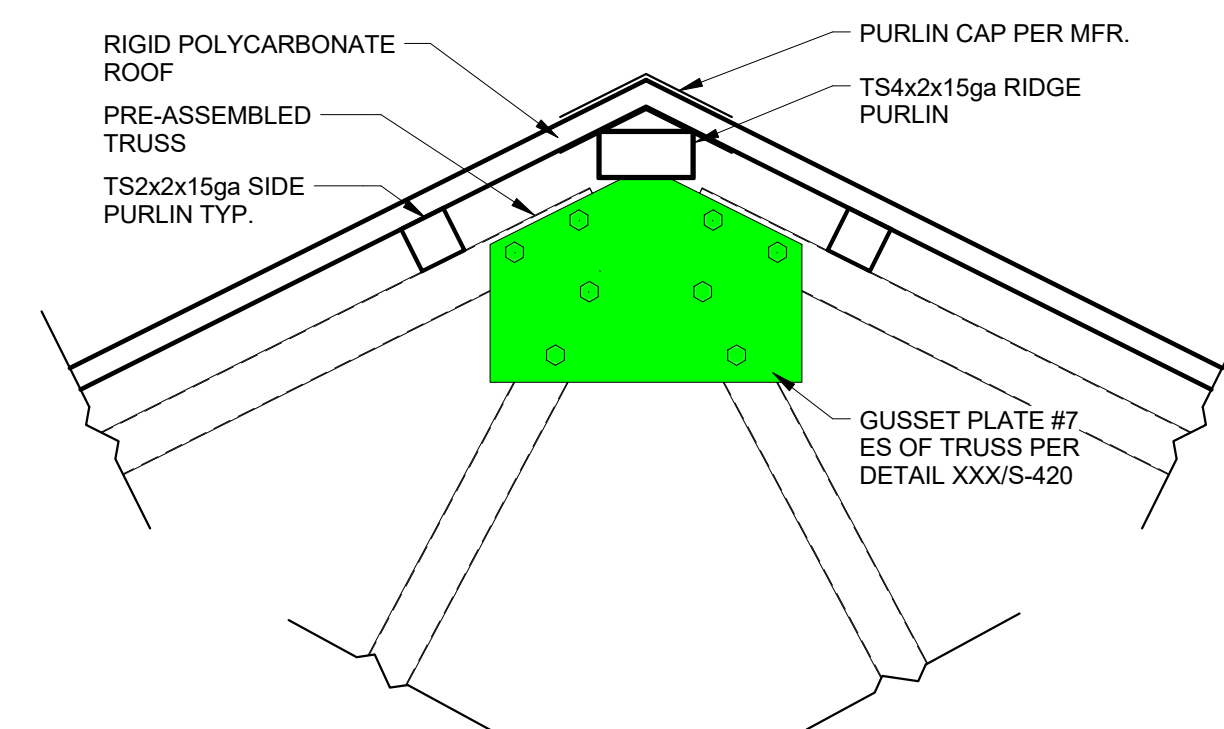 RIGID POLYCARBONATE
ROOF
PRE-ASSEMBLED
TRUSS
TS2x2x15ga SIDE
PURLIN TYP.
PURLIN CAP PER MFR.
TS4x2x15ga RIDGE
PURLIN
GUSSET PLATE #7
ES OF TRUSS PER
DETAIL XXX/S-420